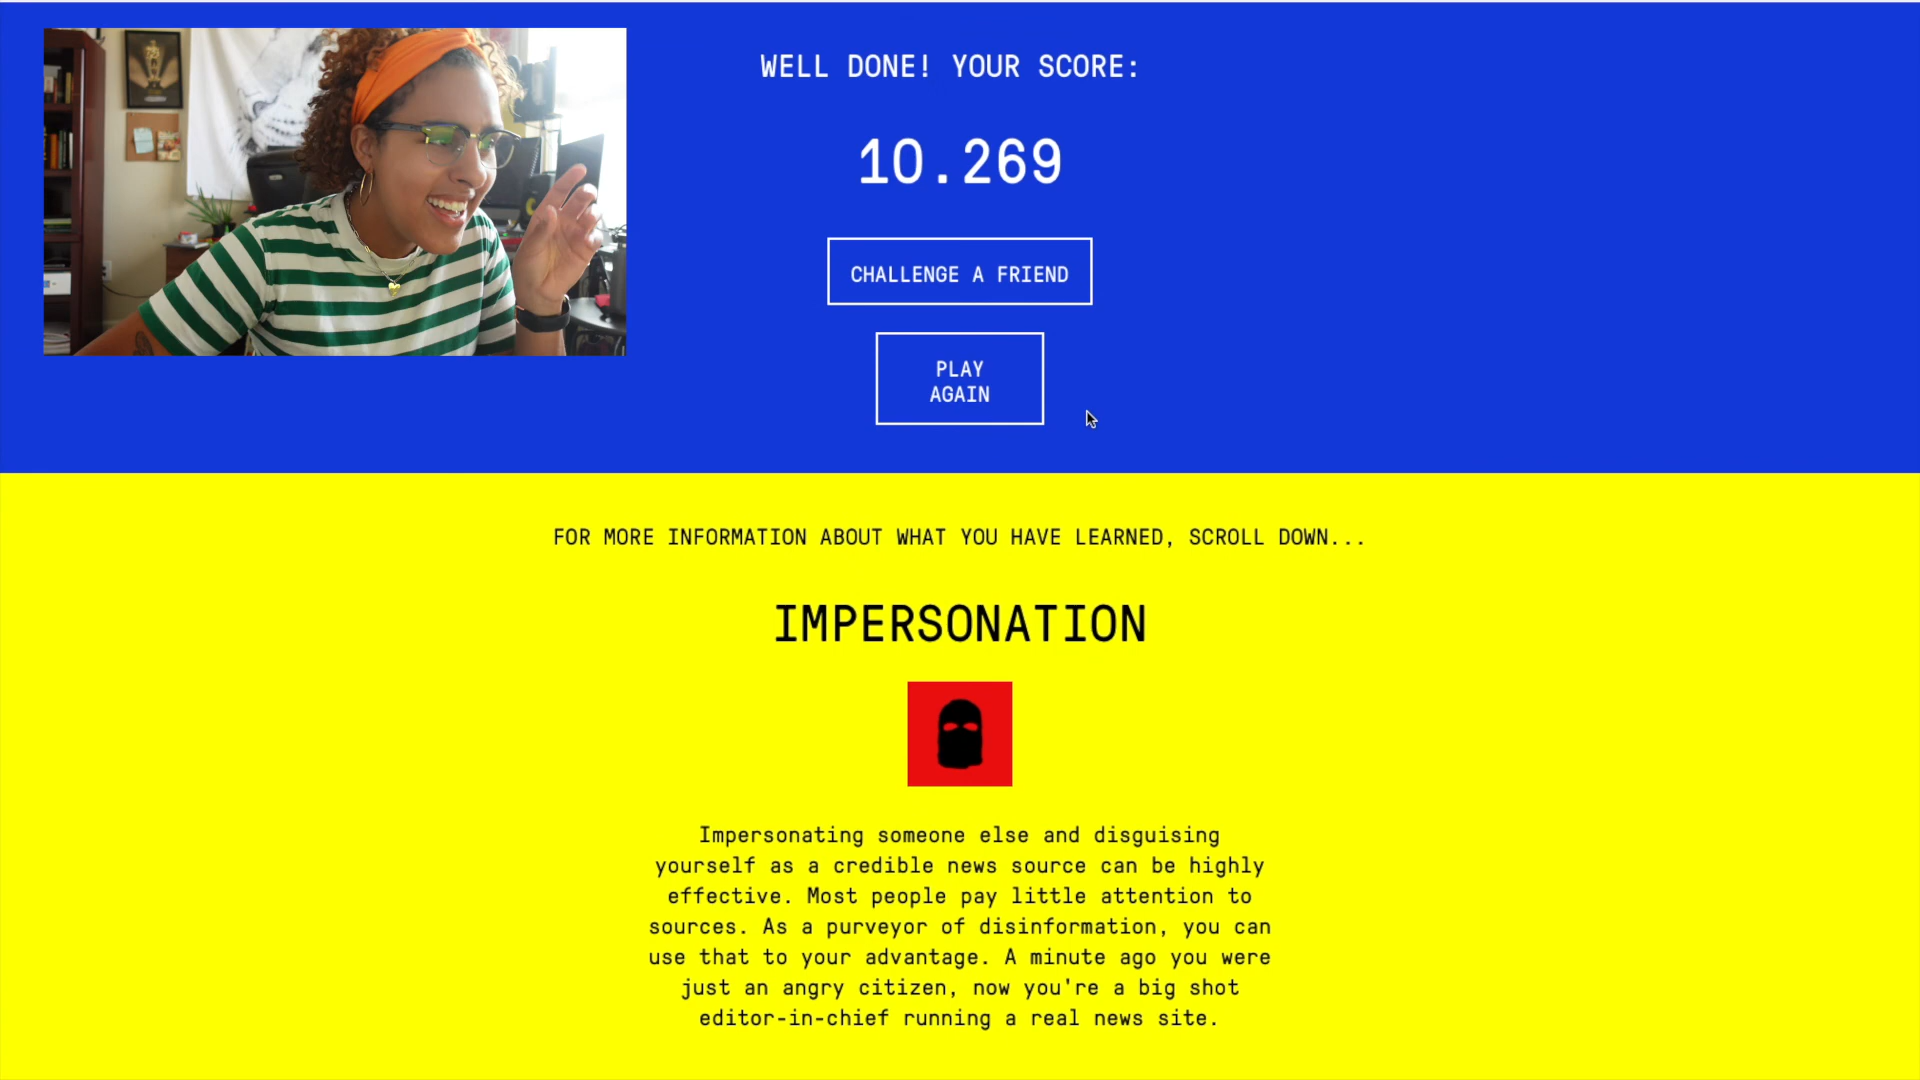 WELL DONE! YOUR SCORE:
10.269
CHALLENGE A FRIEND
PLAY
AGAIN
FOR MORE INFORMATION ABOUT WHAT YOU HAVE LEARNED, SCROLL DOWN...
IMPERSONATION
Impersonating someone else and disguising
yourself as a credible news source can be highly
effective. Most people pay little attention to
sources. As a purveyor of disinformation, you can
use that to your advantage. A minute ago you were
just an angry citizen, now you're a big shot
editor-in-chief running a real news site.